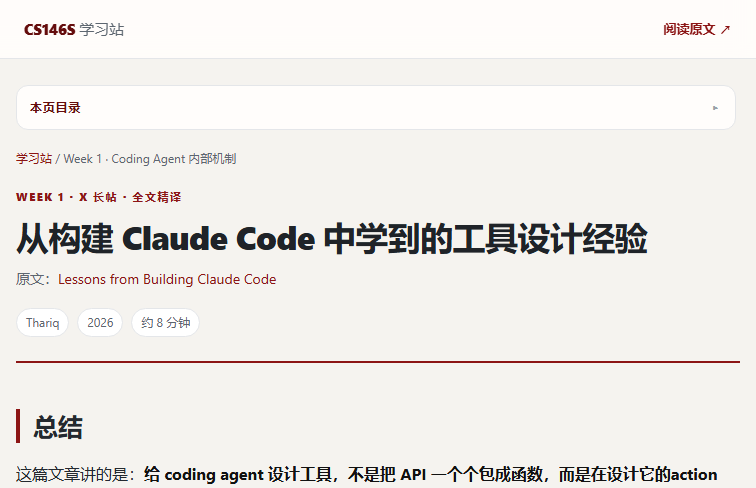 CS146S 学习站
阅读原文 ↗
本页目录
学习站 / Week 1 · Coding Agent 内部机制
WEEK 1 · X 长帖 · 全文精译
从构建 Claude Code 中学到的工具设计经验
原文：Lessons from Building Claude Code
Thariq
2026
约 8 分钟
总结
这篇文章讲的是：给 coding agent 设计工具，不是把 API 一个个包成函数，而是在设计它的action